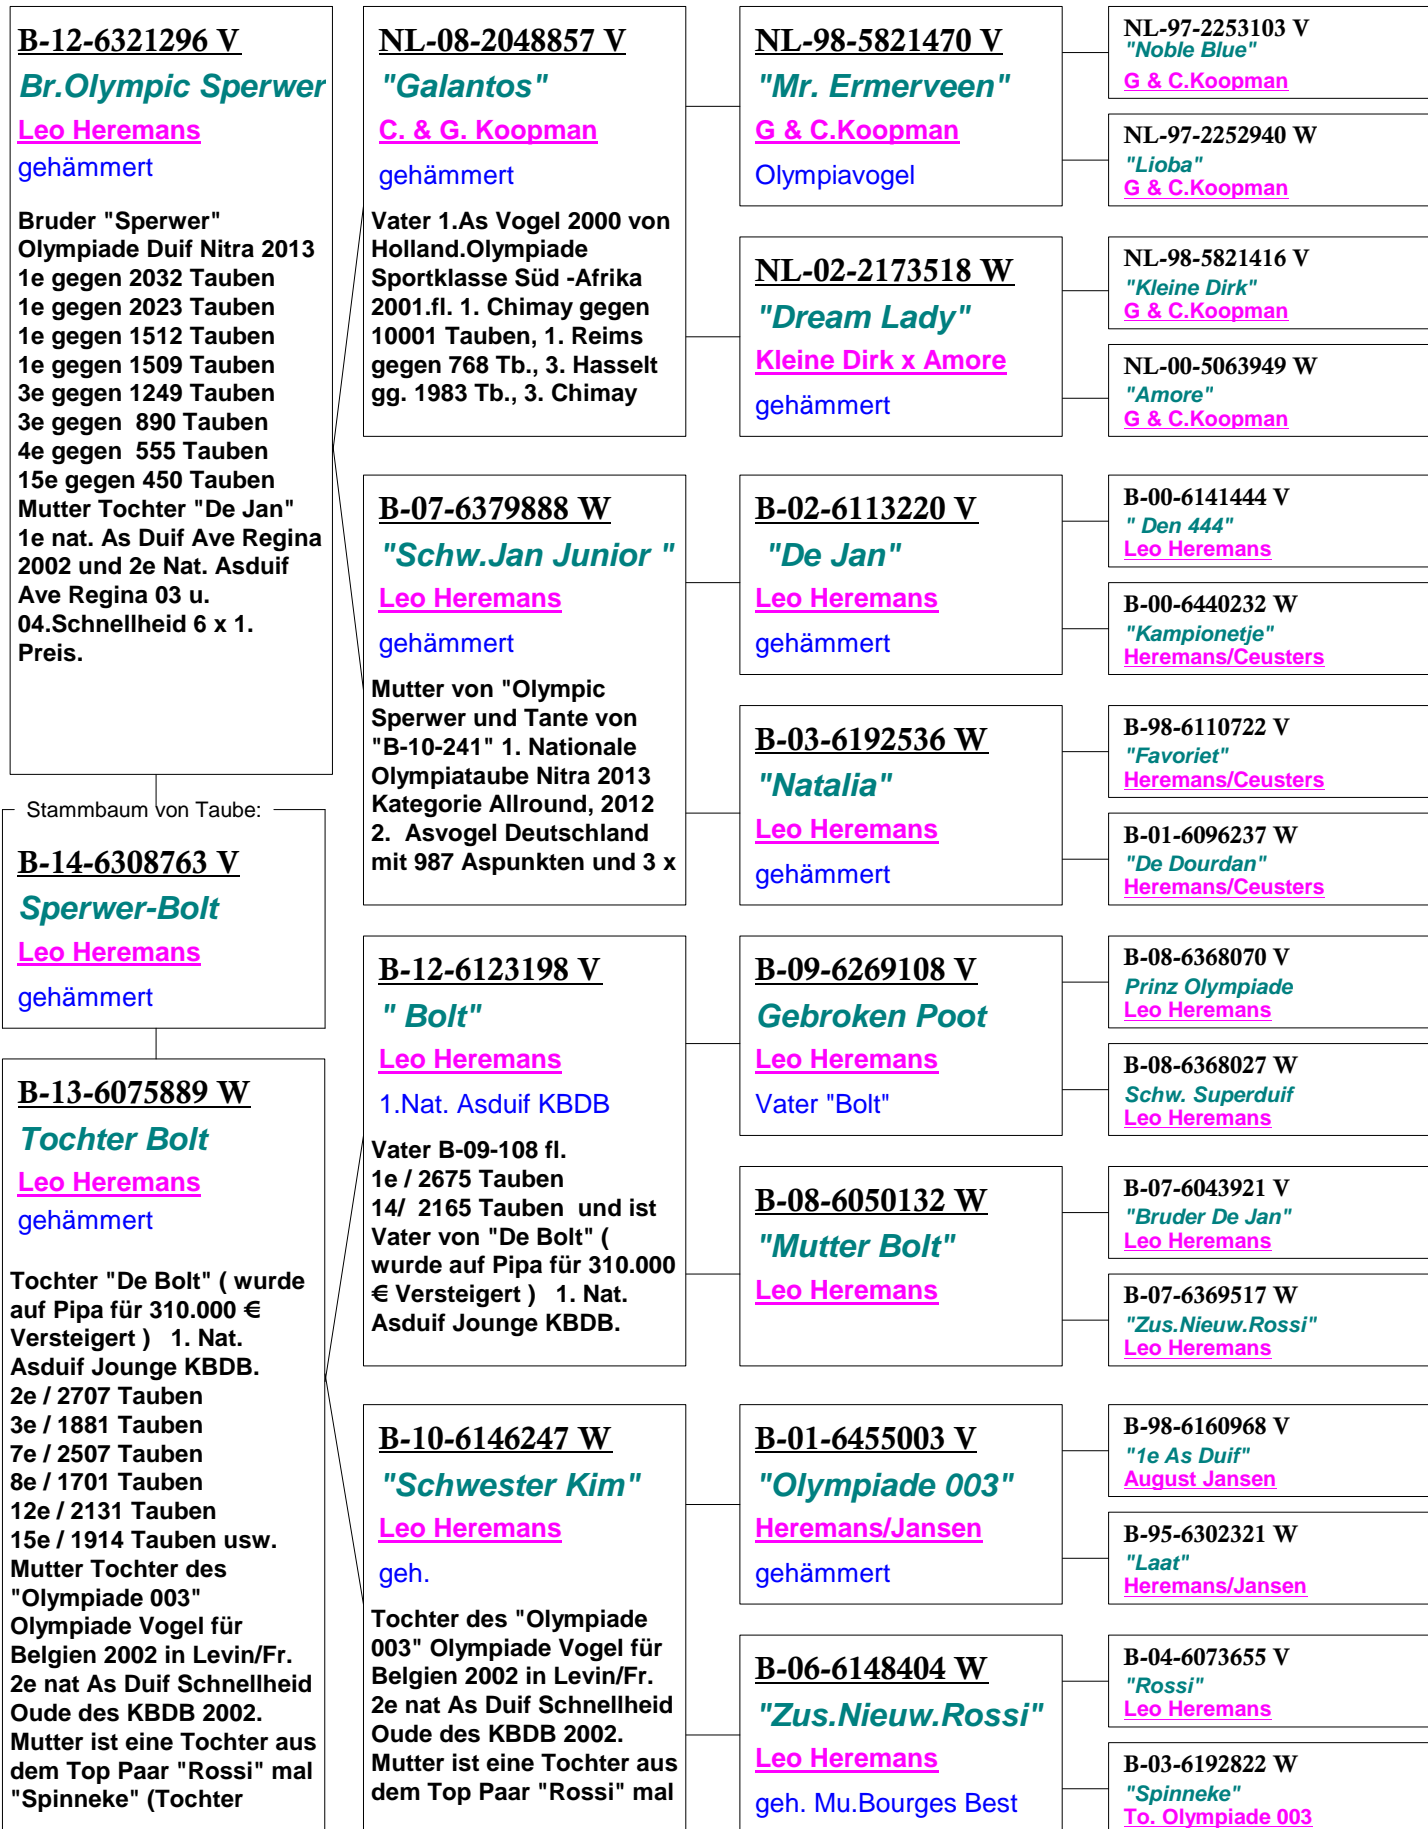 B-12-6321296 V
Br.Olympic Sperwer
Leo Heremans
gehämmert
Bruder "Sperwer"
Olympiade Duif Nitra 2013
1e gegen 2032 Tauben
1e gegen 2023 Tauben
1e gegen 1512 Tauben
1e gegen 1509 Tauben
3e gegen 1249 Tauben
3e gegen  890 Tauben
4e gegen  555 Tauben
15e gegen 450 Tauben
Mutter Tochter "De Jan"
1e nat. As Duif Ave Regina
2002 und 2e Nat. Asduif
Ave Regina 03 u.
04.Schnellheid 6 x 1.
Preis.
Stammbaum von Taube:
B-14-6308763 V
Sperwer-Bolt
Leo Heremans
gehämmert
B-13-6075889 W
Tochter Bolt
Leo Heremans
gehämmert
Tochter "De Bolt" ( wurde
auf Pipa für 310.000 €
Versteigert )   1. Nat.
Asduif Jounge KBDB.
2e / 2707 Tauben
3e / 1881 Tauben
7e / 2507 Tauben
8e / 1701 Tauben
12e / 2131 Tauben
15e / 1914 Tauben usw.
Mutter Tochter des
"Olympiade 003"
Olympiade Vogel für
Belgien 2002 in Levin/Fr.
2e nat As Duif Schnellheid
Oude des KBDB 2002.
Mutter ist eine Tochter aus
dem Top Paar "Rossi" mal
"Spinneke" (Tochter
NL-08-2048857 V
"Galantos"
C. & G. Koopman
gehämmert
Vater 1.As Vogel 2000 von
Holland.Olympiade
Sportklasse Süd -Afrika
2001.fl. 1. Chimay gegen
10001 Tauben, 1. Reims
gegen 768 Tb., 3. Hasselt
gg. 1983 Tb., 3. Chimay
B-07-6379888 W
"Schw.Jan Junior "
Leo Heremans
gehämmert
Mutter von "Olympic
Sperwer und Tante von
"B-10-241" 1. Nationale
Olympiataube Nitra 2013
Kategorie Allround, 2012
2.  Asvogel Deutschland
mit 987 Aspunkten und 3 x
B-12-6123198 V
" Bolt"
Leo Heremans
1.Nat. Asduif KBDB
Vater B-09-108 fl.
1e / 2675 Tauben
14/  2165 Tauben  und ist
Vater von "De Bolt" (
wurde auf Pipa für 310.000
€ Versteigert )   1. Nat.
Asduif Jounge KBDB.
B-10-6146247 W
"Schwester Kim"
Leo Heremans
geh.
Tochter des "Olympiade
003" Olympiade Vogel für
Belgien 2002 in Levin/Fr.
2e nat As Duif Schnellheid
Oude des KBDB 2002.
Mutter ist eine Tochter aus
dem Top Paar "Rossi" mal
NL-98-5821470 V
"Mr. Ermerveen"
G & C.Koopman
Olympiavogel
NL-02-2173518 W
"Dream Lady"
Kleine Dirk x Amore
gehämmert
B-02-6113220 V
"De Jan"
Leo Heremans
gehämmert
B-03-6192536 W
"Natalia"
Leo Heremans
gehämmert
B-09-6269108 V
Gebroken Poot
Leo Heremans
Vater "Bolt"
B-08-6050132 W
"Mutter Bolt"
Leo Heremans
B-01-6455003 V
"Olympiade 003"
Heremans/Jansen
gehämmert
B-06-6148404 W
"Zus.Nieuw.Rossi"
Leo Heremans
geh. Mu.Bourges Best
NL-97-2253103 V
"Noble Blue"
G & C.Koopman
NL-97-2252940 W
"Lioba"
G & C.Koopman
NL-98-5821416 V
"Kleine Dirk"
G & C.Koopman
NL-00-5063949 W
"Amore"
G & C.Koopman
B-00-6141444 V
" Den 444"
Leo Heremans
B-00-6440232 W
"Kampionetje"
Heremans/Ceusters
B-98-6110722 V
"Favoriet"
Heremans/Ceusters
B-01-6096237 W
"De Dourdan"
Heremans/Ceusters
B-08-6368070 V
Prinz Olympiade
Leo Heremans
B-08-6368027 W
Schw. Superduif
Leo Heremans
B-07-6043921 V
"Bruder De Jan"
Leo Heremans
B-07-6369517 W
"Zus.Nieuw.Rossi"
Leo Heremans
B-98-6160968 V
"1e As Duif"
August Jansen
B-95-6302321 W
"Laat"
Heremans/Jansen
B-04-6073655 V
"Rossi"
Leo Heremans
B-03-6192822 W
"Spinneke"
To. Olympiade 003